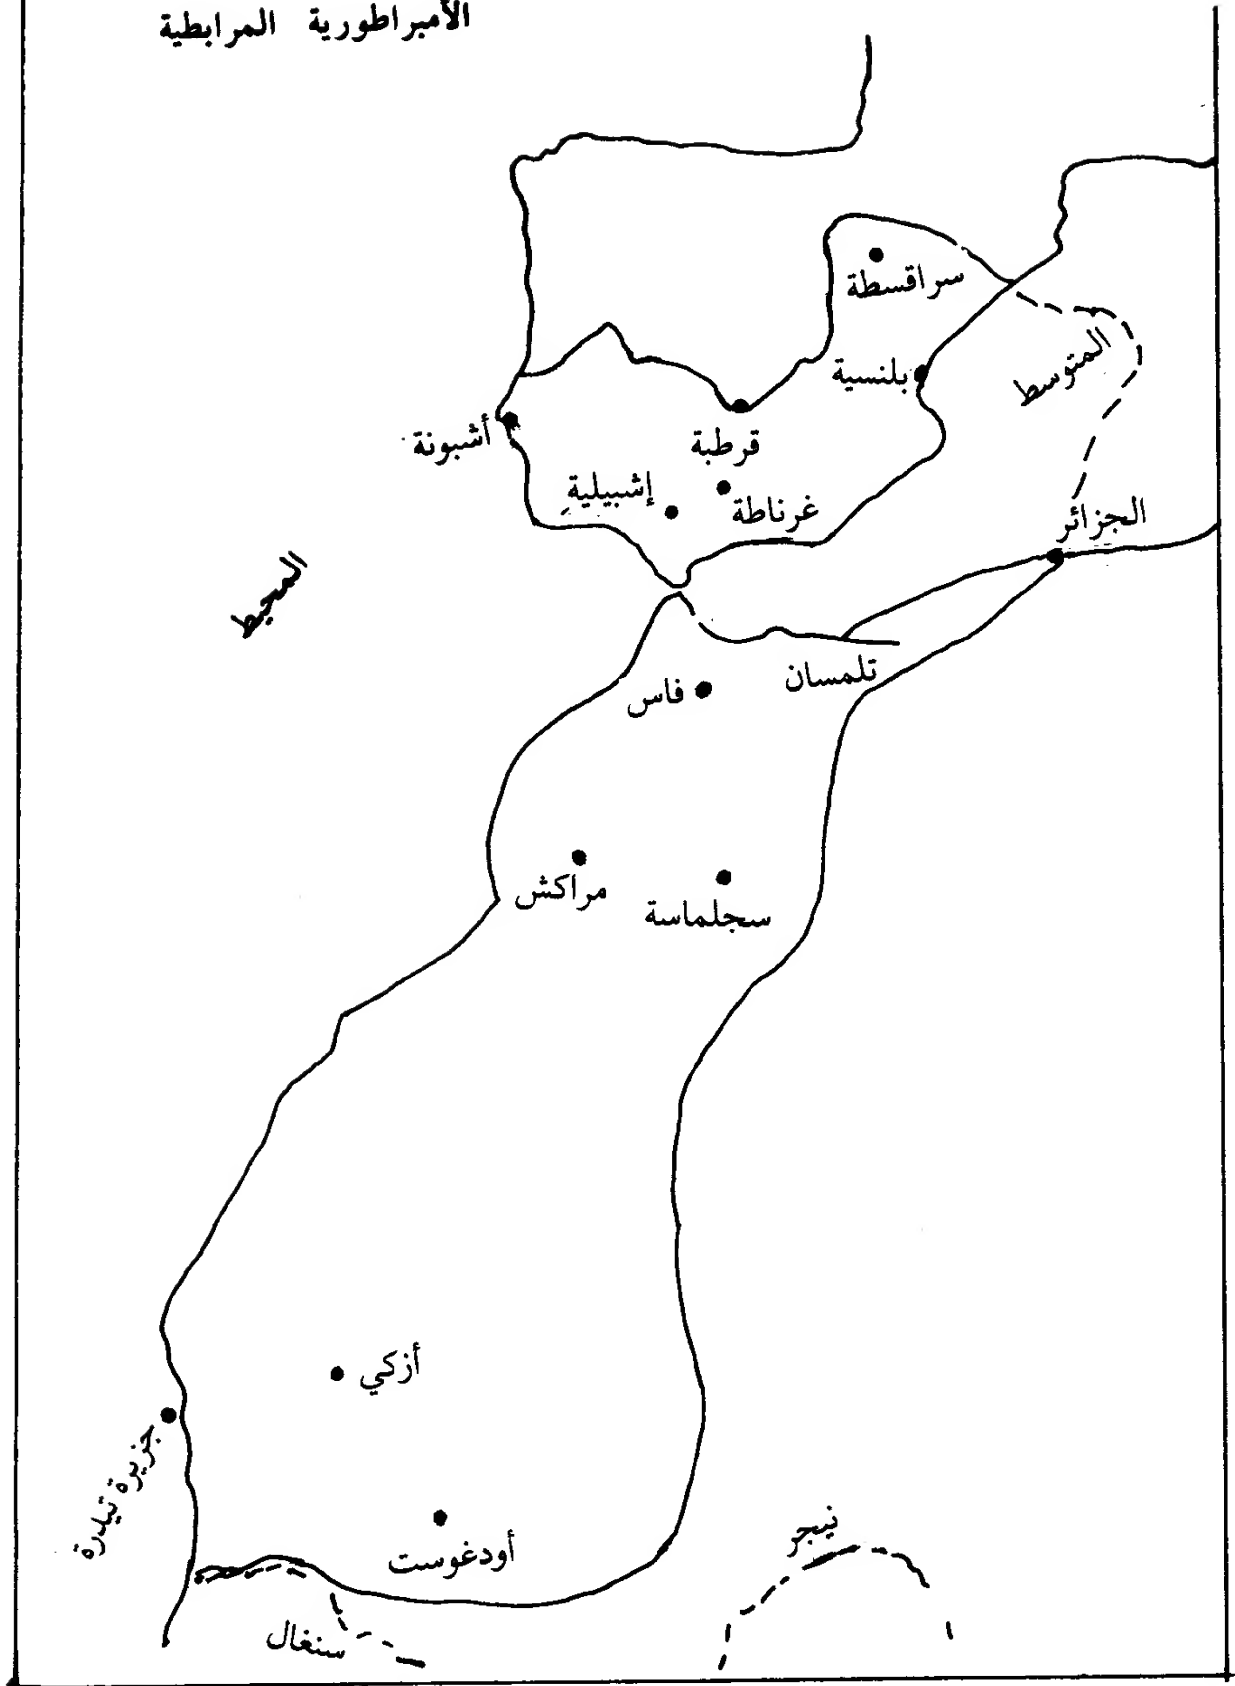 الأمبراطورية المرابطية
سراقسطة
المتوسط
بلنسية
أشبونة
قرطبة
إشبيلية
غرناطة
الجزائر
المحيط
تلمسان
فاس
مراكش
سجلماسة
أزكي
جزيرة تيدرة
أودغوست
نيجر
سنغال